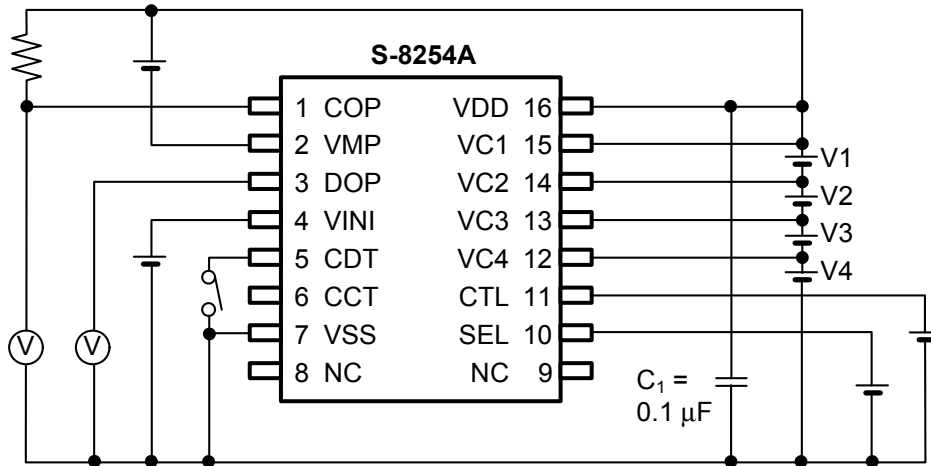 S-8254A
1 COP VDD 16
2 VMP VC1 15
3 DOP VC2 14
4 VINI VC3 13
5 CDT VC4 12
6 CCT CTL 11
7 VSS SEL 10
8 NC NC 9
V1
V2
V3
V4
V
V
C₁ =
0.1 μF